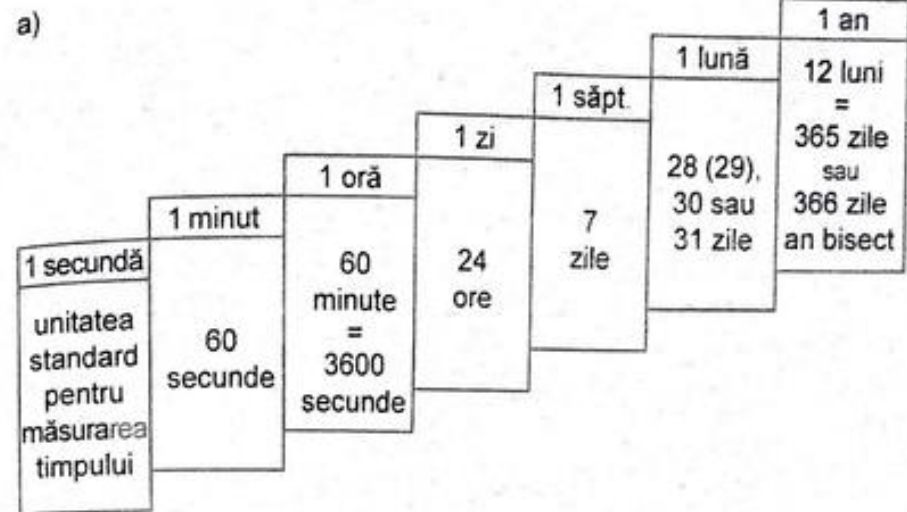 a)
1 secundă
unitatea
standard
pentru
măsurarea
timpului
1 minut
60
secunde
1 oră
60
minute
=
3600
secunde
1 zi
24
ore
1 săpt.
7
zile
1 lună
28 (29),
30 sau
31 zile
1 an
12 luni
=
365 zile
sau
366 zile
an bisect